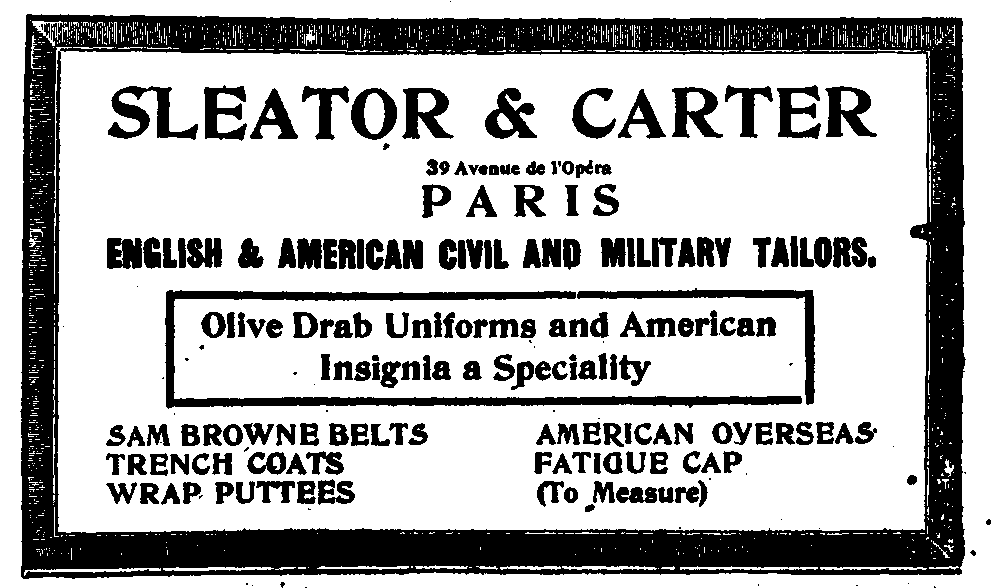 SLEATOR & CARTER
39 Avenue de l'Opéra
PARIS
ENGLISH & AMERICAN CIVIL AND MILITARY TAILORS.
Olive Drab Uniforms and American
Insignia a Speciality
SAM BROWNE BELTS
TRENCH COATS
WRAP PUTTEES
AMERICAN OVERSEAS
FATIGUE CAP
(To Measure)